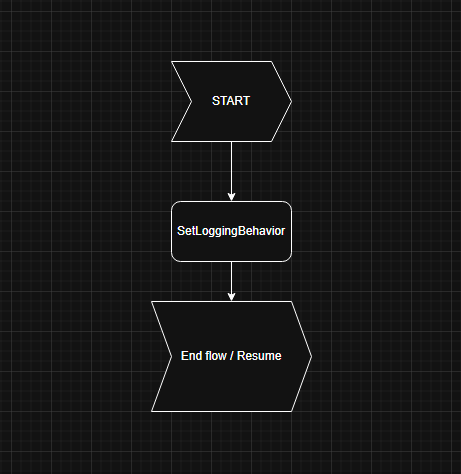 START
SetLoggingBehavior
End flow / Resume